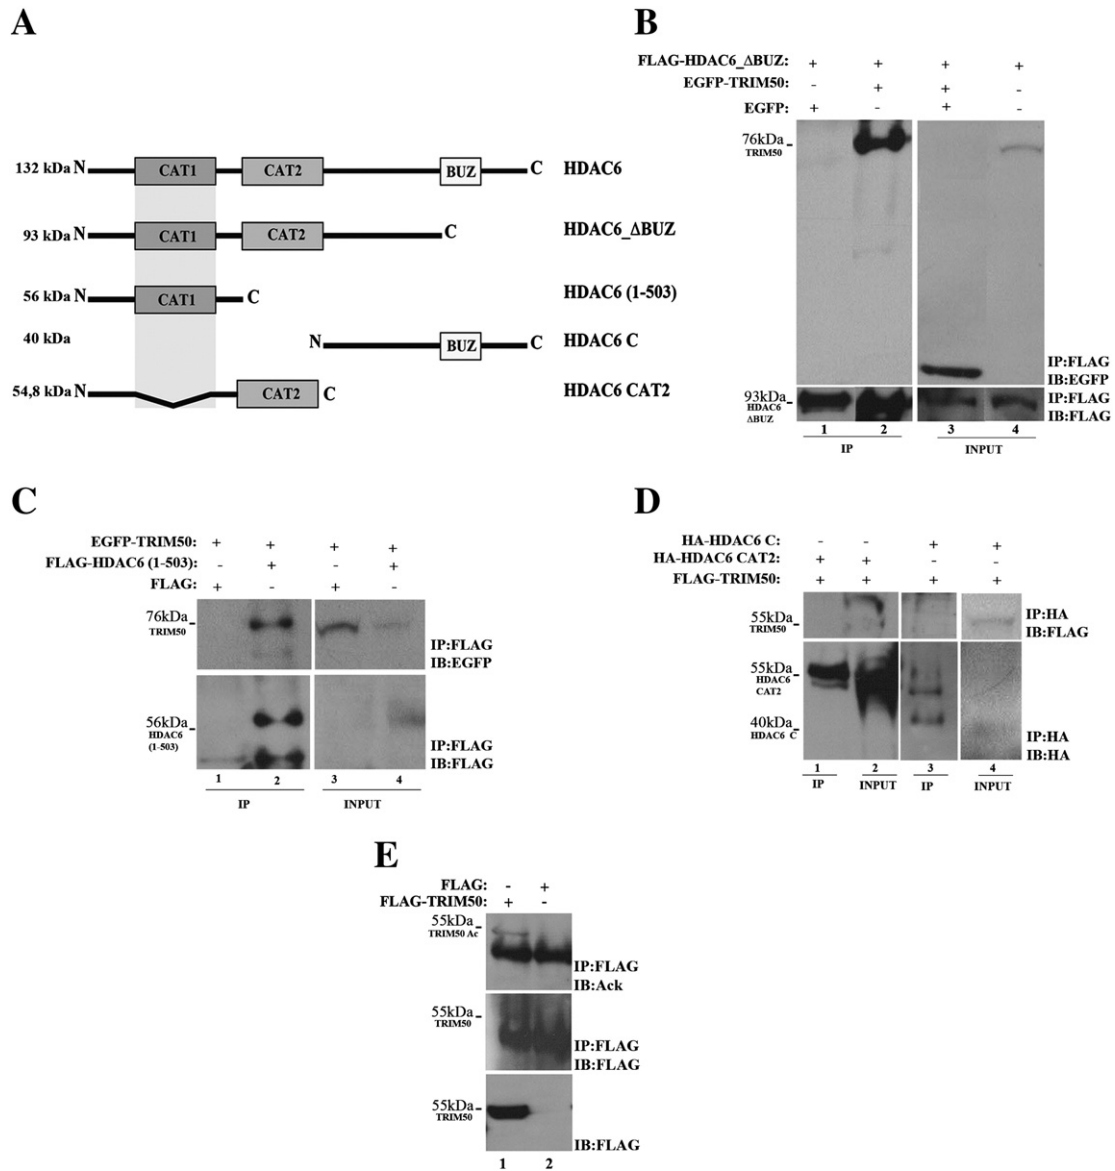 A
132 kDa N CAT1 CAT2 BUZ C HDAC6
93 kDa N CAT1 CAT2 C HDAC6_ΔBUZ
56 kDa N CAT1 C HDAC6 (1-503)
40 kDa N BUZ C HDAC6 C
54,8 kDa N CAT2 C HDAC6 CAT2
B
FLAG-HDAC6_ΔBUZ: + + + +
EGFP-TRIM50: - + + -
EGFP: + - + -
76kDa
TRIM50
IP:FLAG
IB:EGFP
93kDa
HDAC6
ΔBUZ
IP:FLAG
IB:FLAG
1 2 3 4
IP INPUT
C
EGFP-TRIM50: + + + +
FLAG-HDAC6 (1-503): - + - +
FLAG: + - + -
76kDa
TRIM50
IP:FLAG
IB:EGFP
56kDa
HDAC6
(1-503)
IP:FLAG
IB:FLAG
1 2 3 4
IP INPUT
D
HA-HDAC6 C: - - + +
HA-HDAC6 CAT2: + + - -
FLAG-TRIM50: + + + +
55kDa
TRIM50
IP:HA
IB:FLAG
55kDa
HDAC6
CAT2
40kDa
HDAC6 C
IP:HA
IB:HA
1 2 3 4
IP INPUT IP INPUT
E
FLAG: - +
FLAG-TRIM50: + -
55kDa
TRIM50 Ac
IP:FLAG
IB:Ack
55kDa
TRIM50
IP:FLAG
IB:FLAG
55kDa
TRIM50
IB:FLAG
1 2